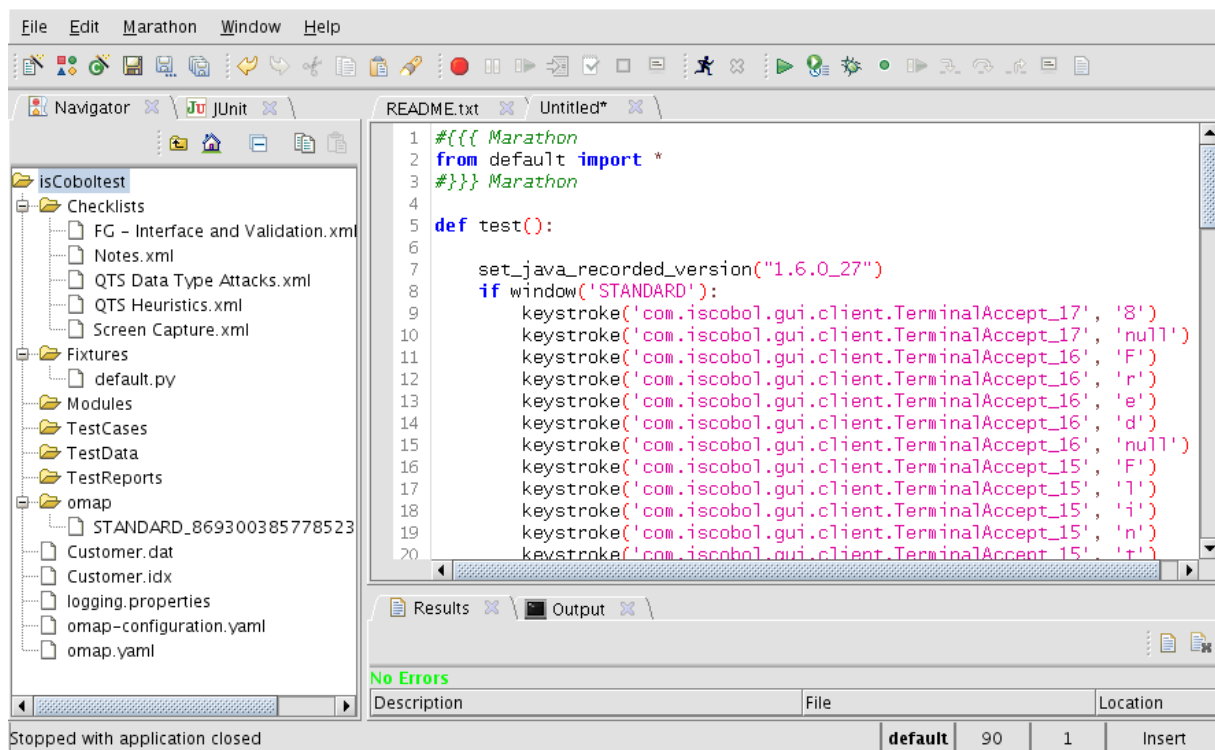 File Edit Marathon Window Help
Navigator JUnit
README.txt Untitled*
isCoboltest
Checklists
FG - Interface and Validation.xml
Notes.xml
QTS Data Type Attacks.xml
QTS Heuristics.xml
Screen Capture.xml
Fixtures
default.py
Modules
TestCases
TestData
TestReports
omap
STANDARD_869300385778523
Customer.dat
Customer.idx
logging.properties
omap-configuration.yaml
omap.yaml
1 #{{{ Marathon
2 from default import *
3 #}}} Marathon
4
5 def test():
6
7 set_java_recorded_version("1.6.0_27")
8 if window('STANDARD'):
9 keystroke('com.iscobol.gui.client.TerminalAccept_17', '8')
10 keystroke('com.iscobol.gui.client.TerminalAccept_17', 'null')
11 keystroke('com.iscobol.gui.client.TerminalAccept_16', 'F')
12 keystroke('com.iscobol.gui.client.TerminalAccept_16', 'r')
13 keystroke('com.iscobol.gui.client.TerminalAccept_16', 'e')
14 keystroke('com.iscobol.gui.client.TerminalAccept_16', 'd')
15 keystroke('com.iscobol.gui.client.TerminalAccept_16', 'null')
16 keystroke('com.iscobol.gui.client.TerminalAccept_15', 'F')
17 keystroke('com.iscobol.gui.client.TerminalAccept_15', 'l')
18 keystroke('com.iscobol.gui.client.TerminalAccept_15', 'i')
19 keystroke('com.iscobol.gui.client.TerminalAccept_15', 'n')
20 keystroke('com.iscobol.gui.client.TerminalAccept_15', 't')
Results Output
No Errors
Description File Location
Stopped with application closed default 90 1 Insert